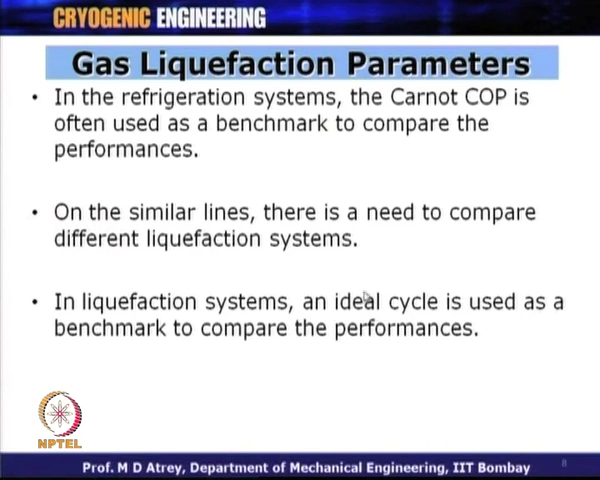 CRYOGENIC ENGINEERING
Gas Liquefaction Parameters
• In the refrigeration systems, the Carnot COP is
often used as a benchmark to compare the
performances.
• On the similar lines, there is a need to compare
different liquefaction systems.
• In liquefaction systems, an ideal cycle is used as a
benchmark to compare the performances.
NPTEL
Prof. M D Atrey, Department of Mechanical Engineering, IIT Bombay